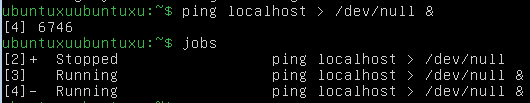 ubuntuxuubuntuxu:~$ ping localhost > /dev/null &
[4] 6746
ubuntuxuubuntuxu:~$ jobs
[2]+  Stopped                 ping localhost > /dev/null
[3]   Running                 ping localhost > /dev/null &
[4]-  Running                 ping localhost > /dev/null &